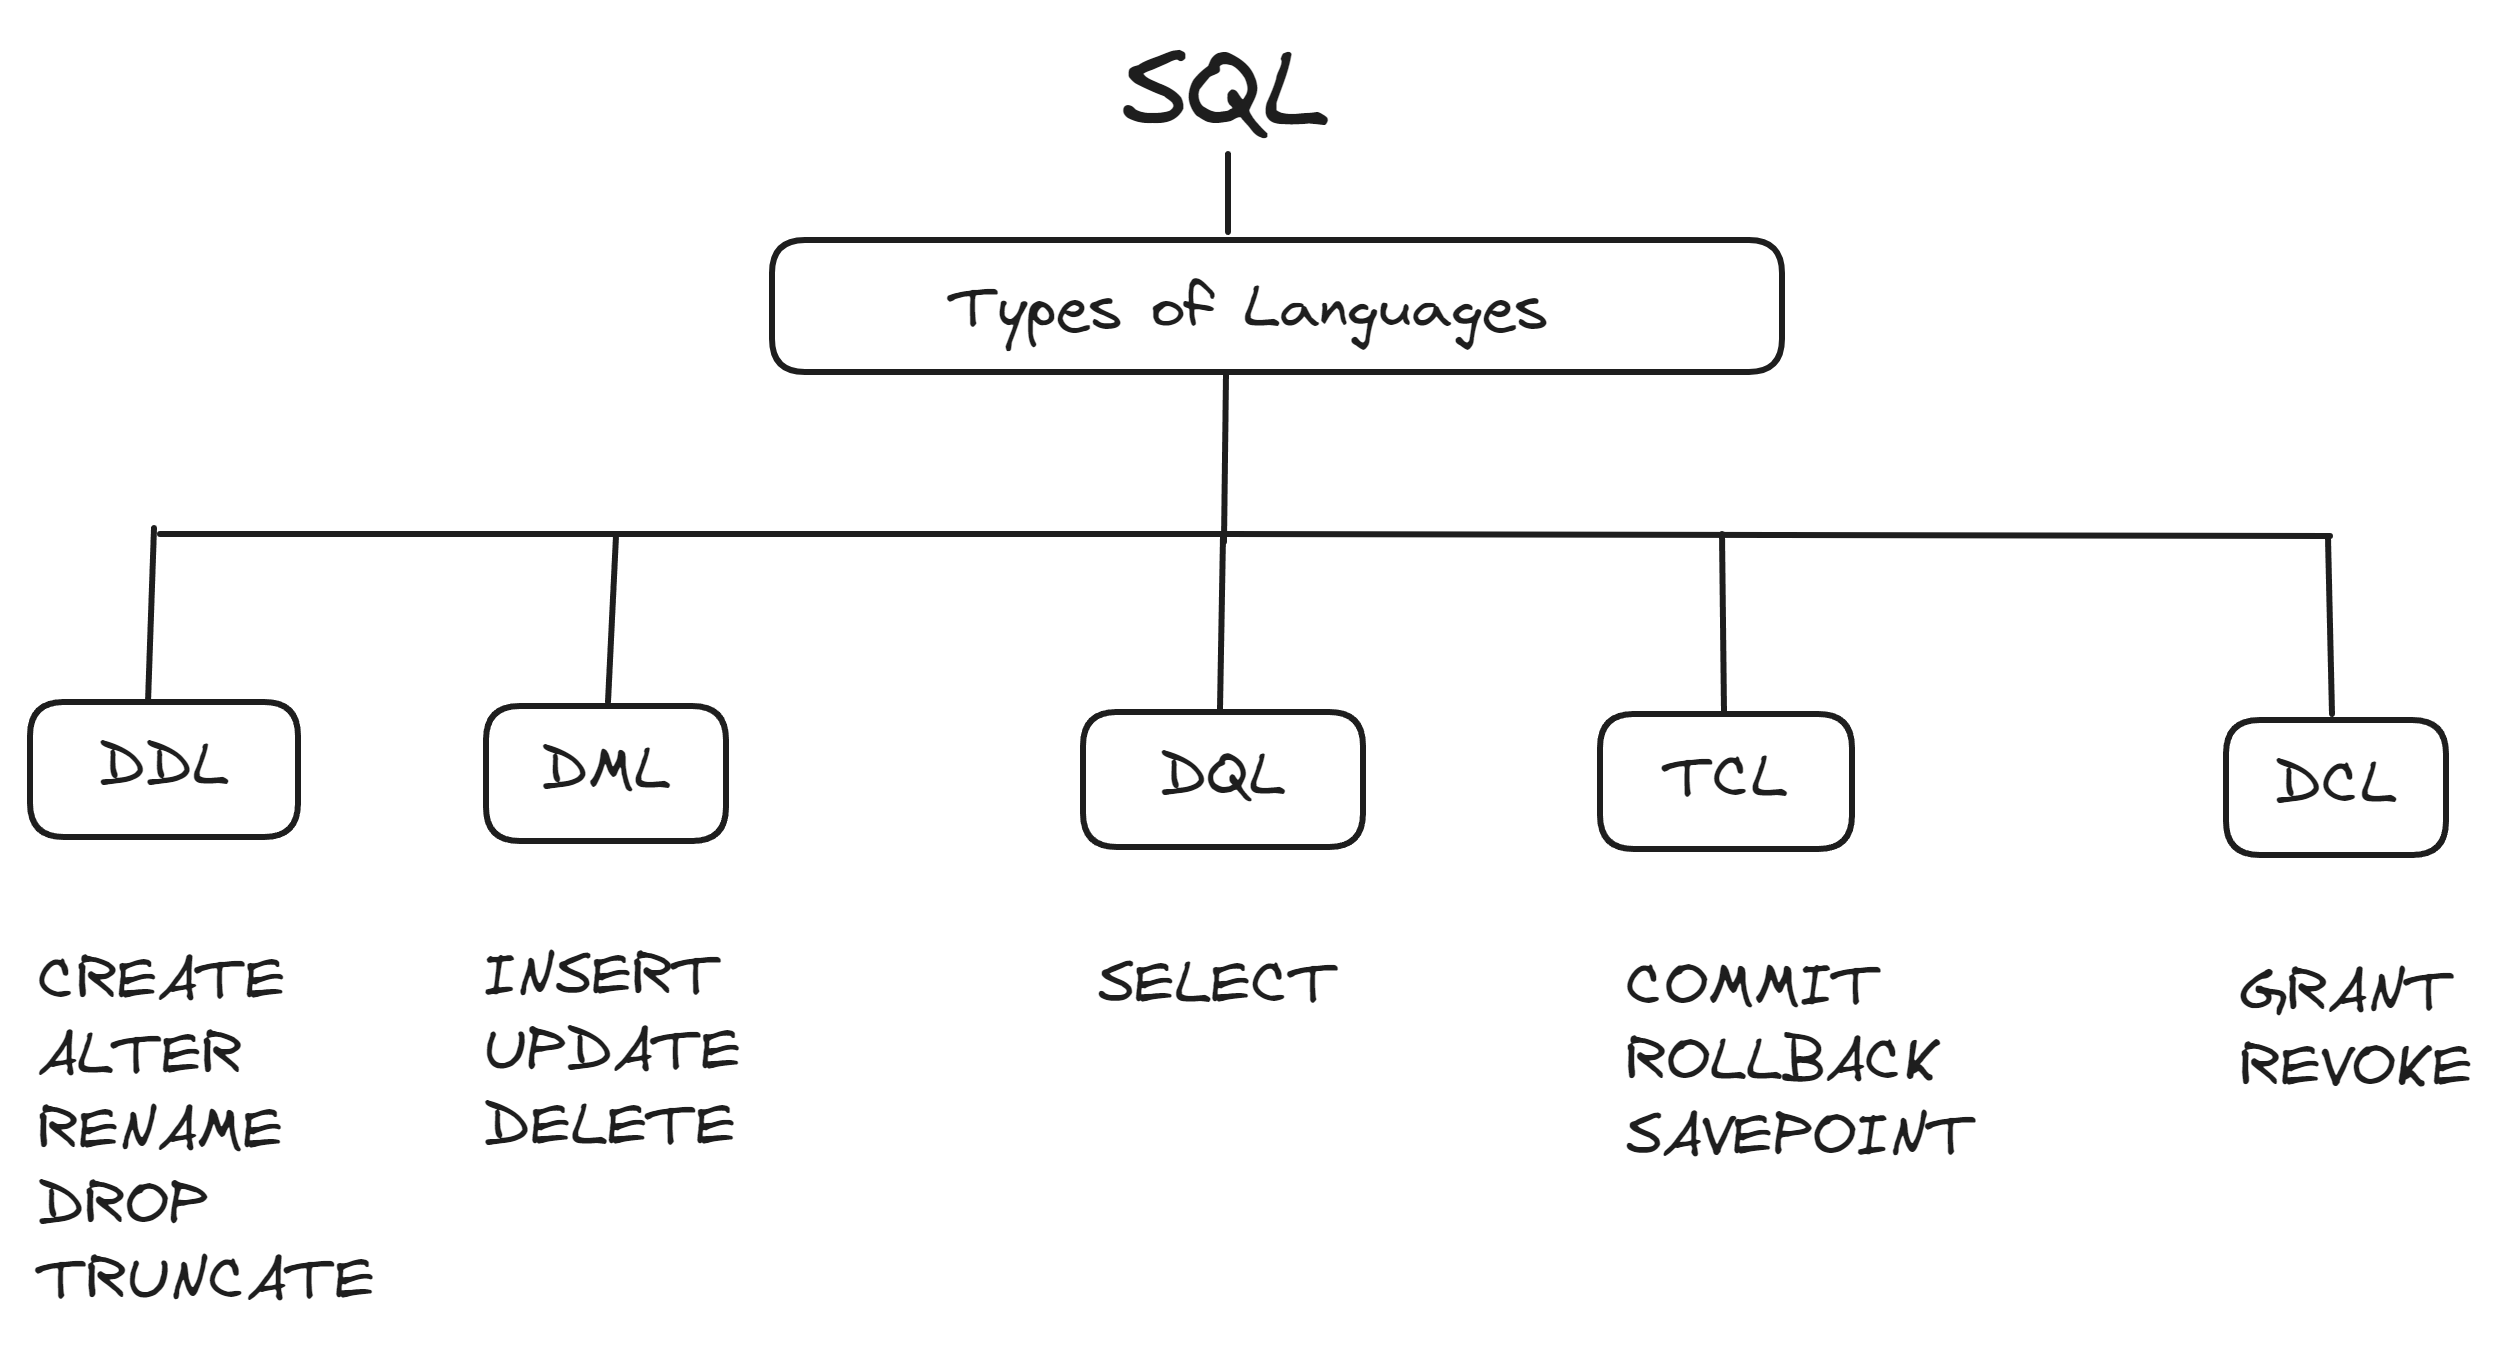 SQL
Types of Languages
DDL
DML
DQL
TCL
DCL
CREATE
ALTER
RENAME
DROP
TRUNCATE
INSERT
UPDATE
DELETE
SELECT
COMMIT
ROLLBACK
SAVEPOINT
GRANT
REVOKE